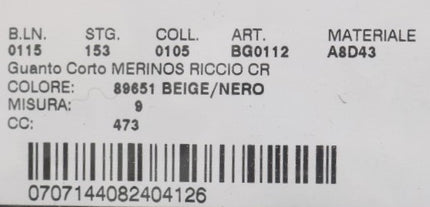 B.LN. STG. COLL. ART. MATERIALE
0115 153 0105 BG0112 A8D43
Guanto Corto MERINOS RICCIO CR
COLORE: 89651 BEIGE/NERO
MISURA: 9
CC: 473
0707144082404126